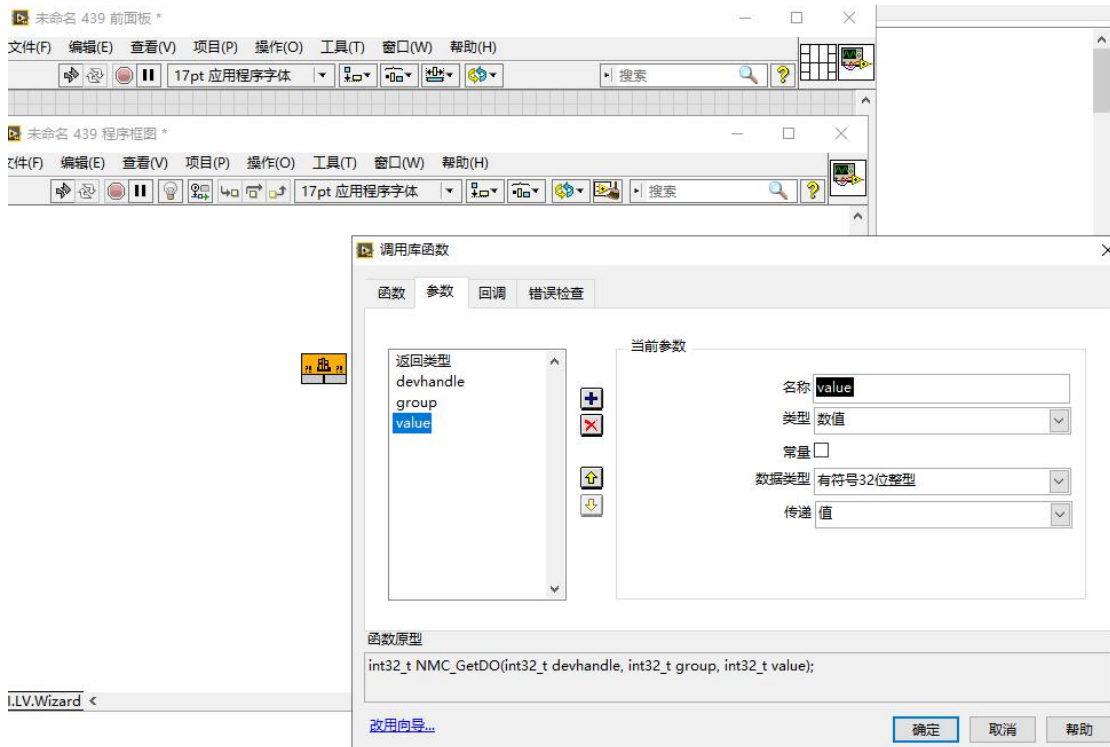 未命名 439 前面板 *
文件(F) 编辑(E) 查看(V) 项目(P) 操作(O) 工具(T) 窗口(W) 帮助(H)
17pt 应用程序字体 搜索
未命名 439 程序框图 *
文件(F) 编辑(E) 查看(V) 项目(P) 操作(O) 工具(T) 窗口(W) 帮助(H)
17pt 应用程序字体 搜索
调用库函数
函数 参数 回调 错误检查
当前参数
返回类型
devhandle
group
value
名称 value
类型 数值
常量
数据类型 有符号32位整型
传递 值
函数原型
int32_t NMC_GetDO(int32_t devhandle, int32_t group, int32_t value);
I.LV.Wizard <
改用向导...
确定 取消 帮助